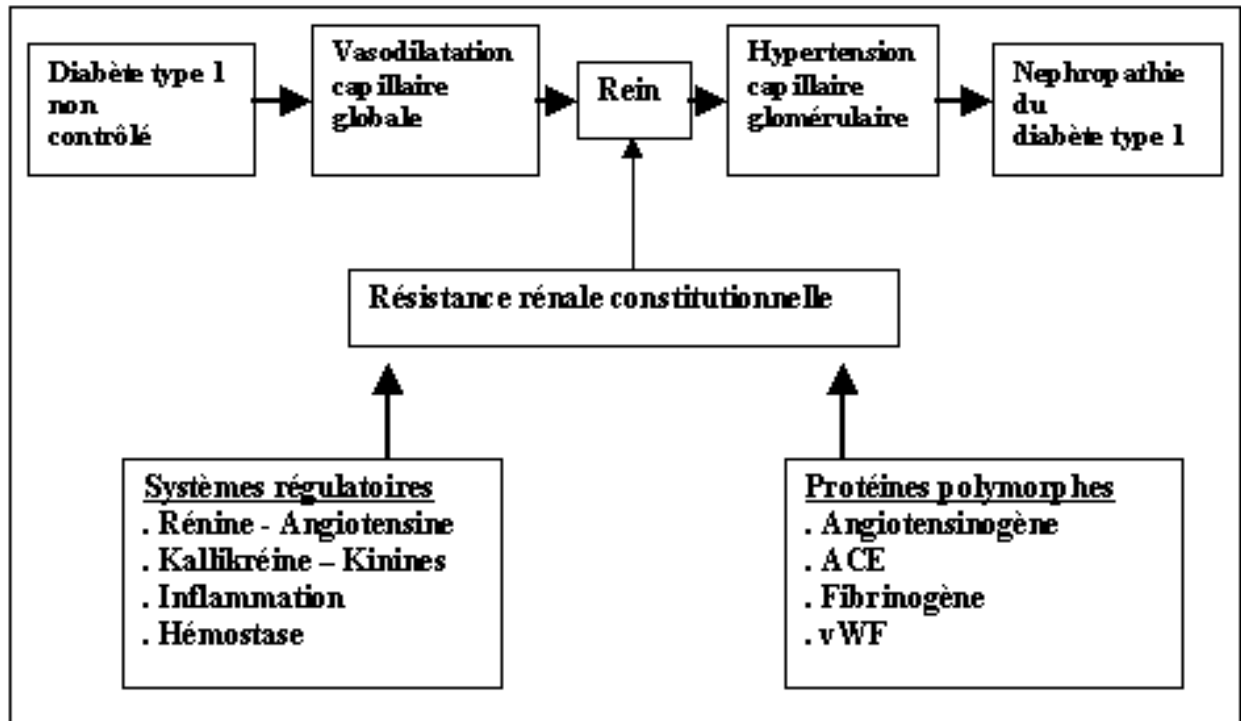 Diabète type 1
non
contrôlé
Vasodilatation
capillaire
globale
Rein
Hypertension
capillaire
glomérulaire
Nephropathie
du
diabète type 1
Résistance rénale constitutionnelle
Systèmes régulatoires
. Rénine - Angiotensine
. Kallikréine – Kinines
. Inflammation
. Hémostase
Protéines polymorphes
. Angiotensinogène
. ACE
. Fibrinogène
. vWF